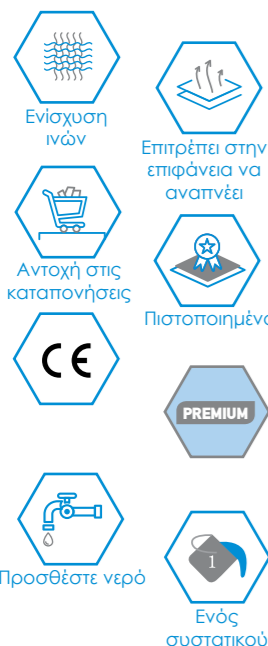 Ενίσχυση
ινών
Επιτρέπει στην
επιφάνεια να
αναπνέει
Αντοχή στις
καταπονήσεις
Πιστοποιημένο
CE
PREMIUM
Προσθέστε νερό
1
Ενός
συστατικού